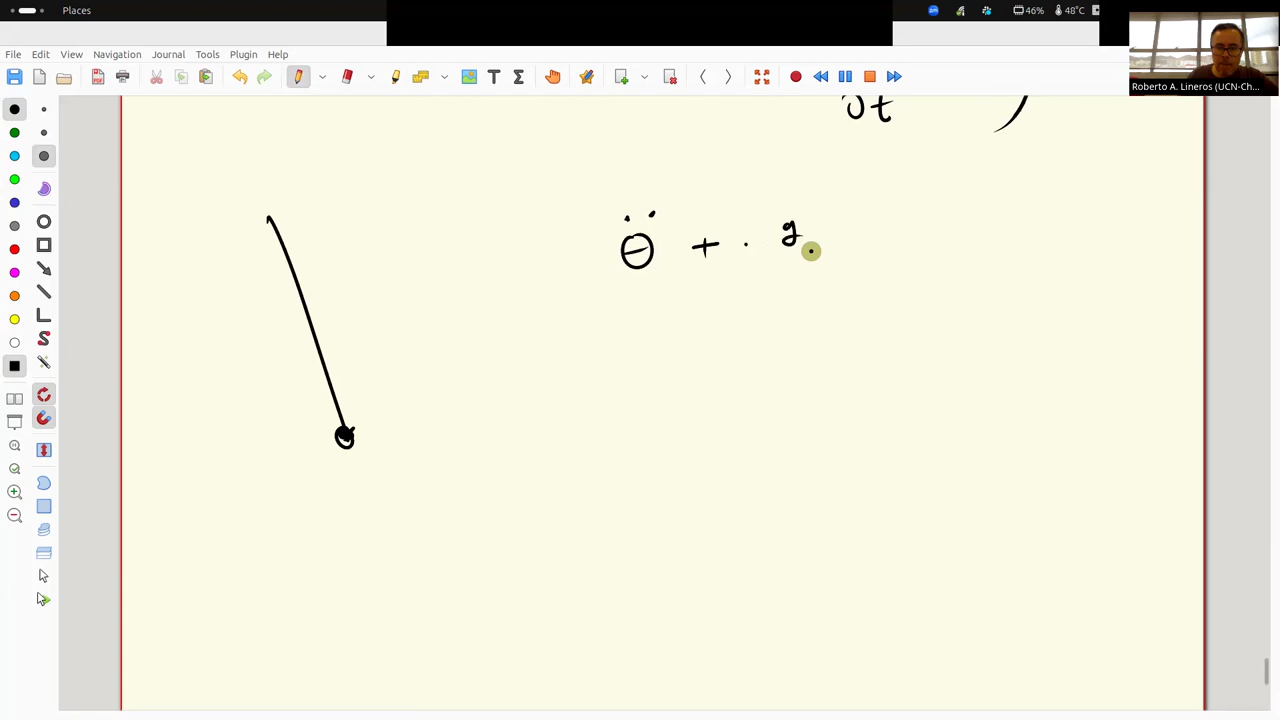 Places
46% 48°C
File Edit View Navigation Journal Tools Plugin Help
Roberto A. Lineros (UCN-Ch...
∂t )
θ̈ + · g